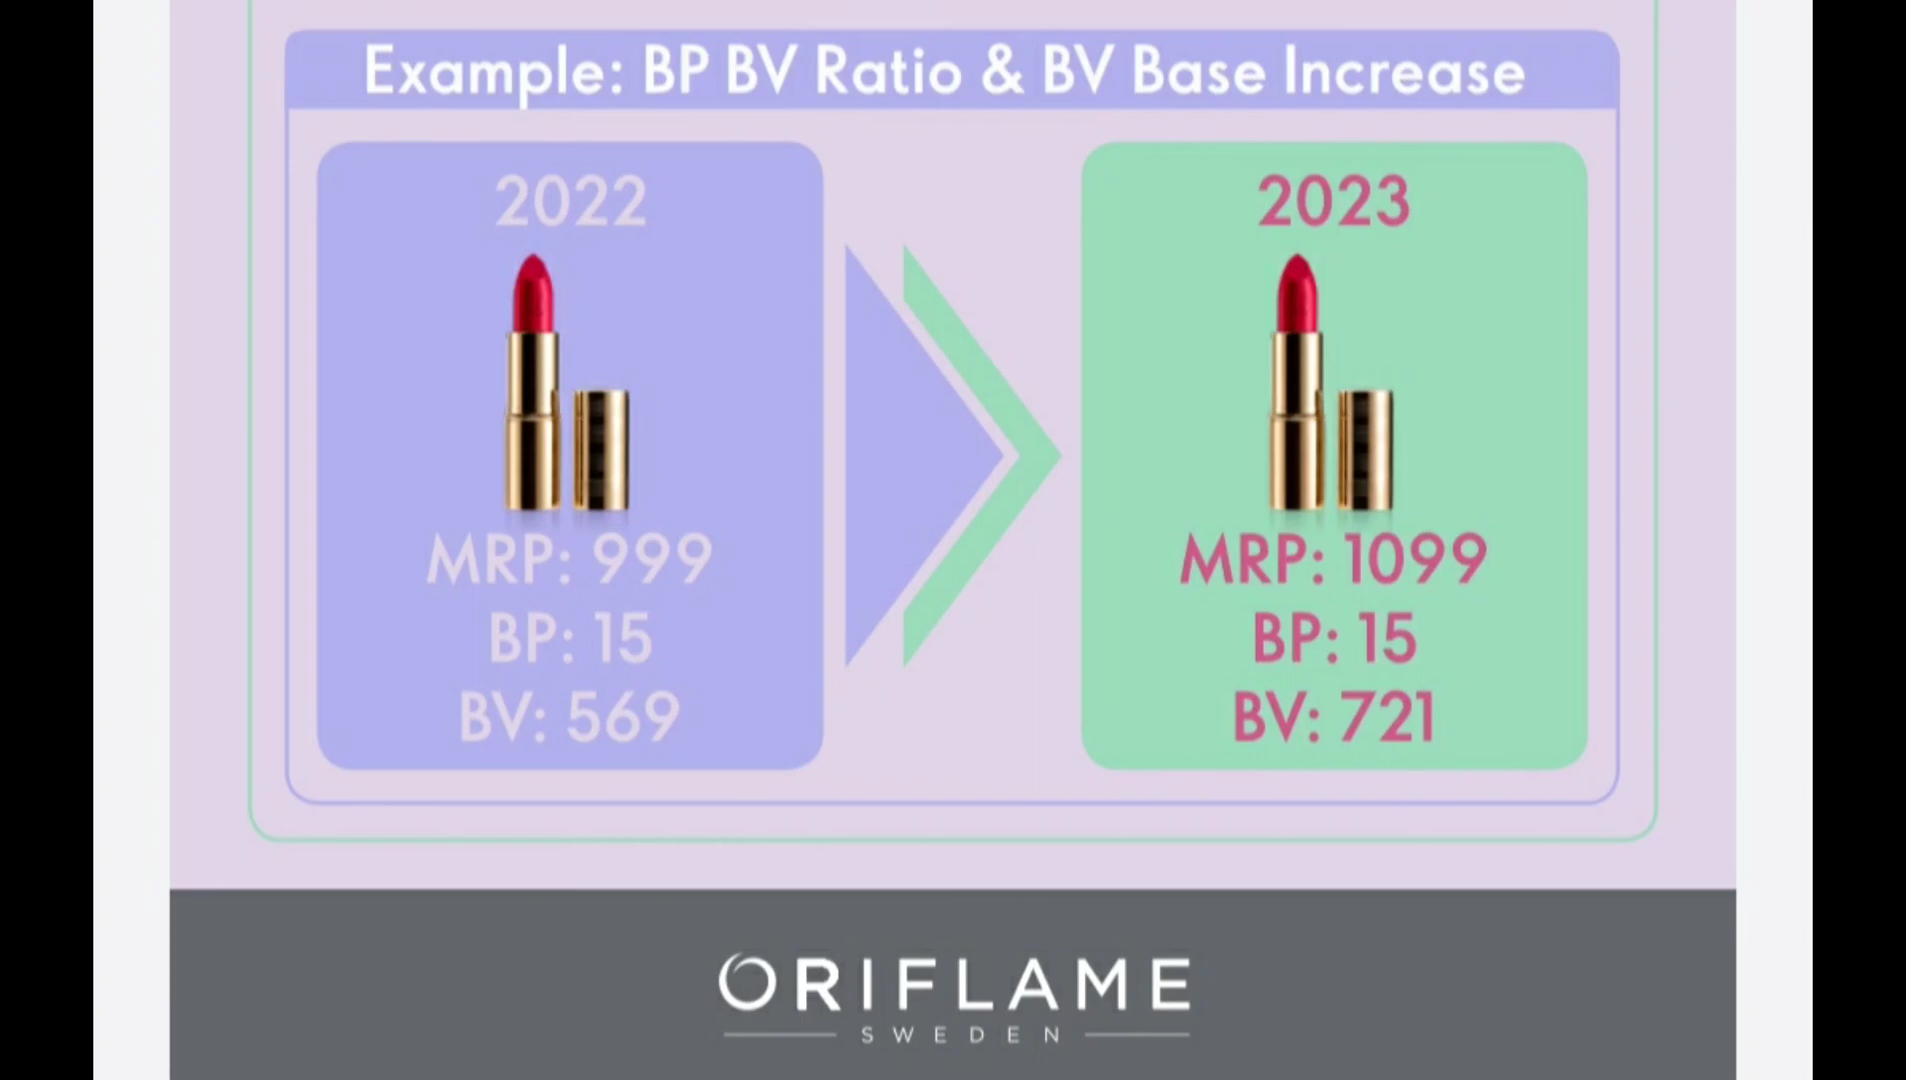 Example: BP BV Ratio & BV Base Increase
2022
MRP: 999
BP: 15
BV: 569
2023
MRP: 1099
BP: 15
BV: 721
ORIFLAME
SWEDEN